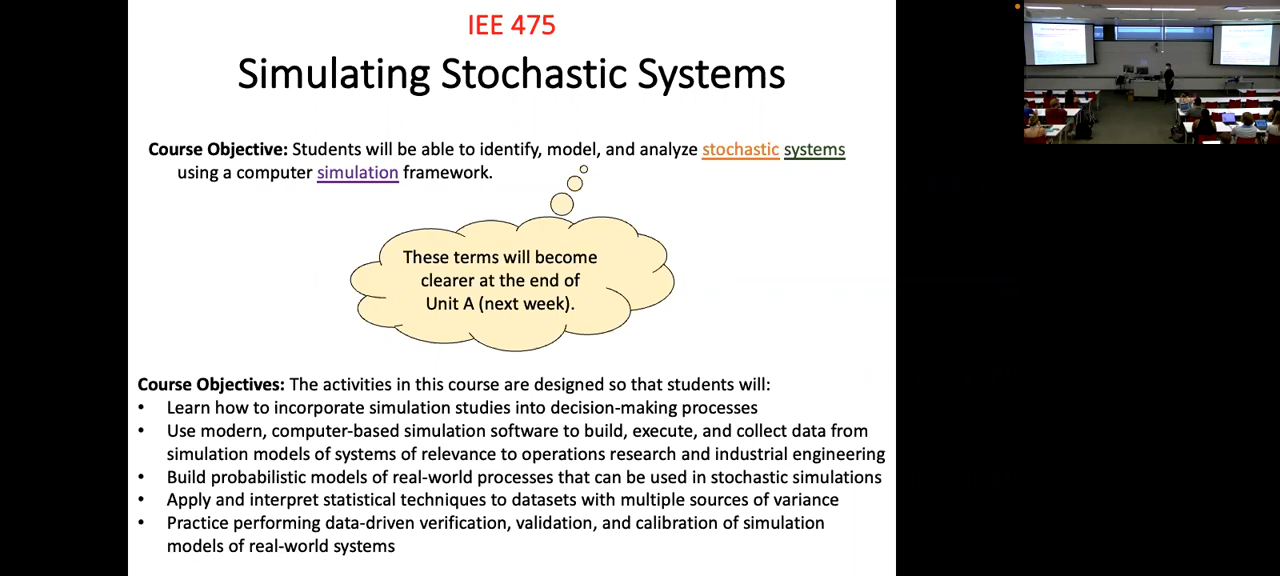 IEE 475
Simulating Stochastic Systems
Course Objective: Students will be able to identify, model, and analyze stochastic systems
using a computer simulation framework.
These terms will become
clearer at the end of
Unit A (next week).
Course Objectives: The activities in this course are designed so that students will:
• Learn how to incorporate simulation studies into decision-making processes
• Use modern, computer-based simulation software to build, execute, and collect data from
simulation models of systems of relevance to operations research and industrial engineering
• Build probabilistic models of real-world processes that can be used in stochastic simulations
• Apply and interpret statistical techniques to datasets with multiple sources of variance
• Practice performing data-driven verification, validation, and calibration of simulation
models of real-world systems